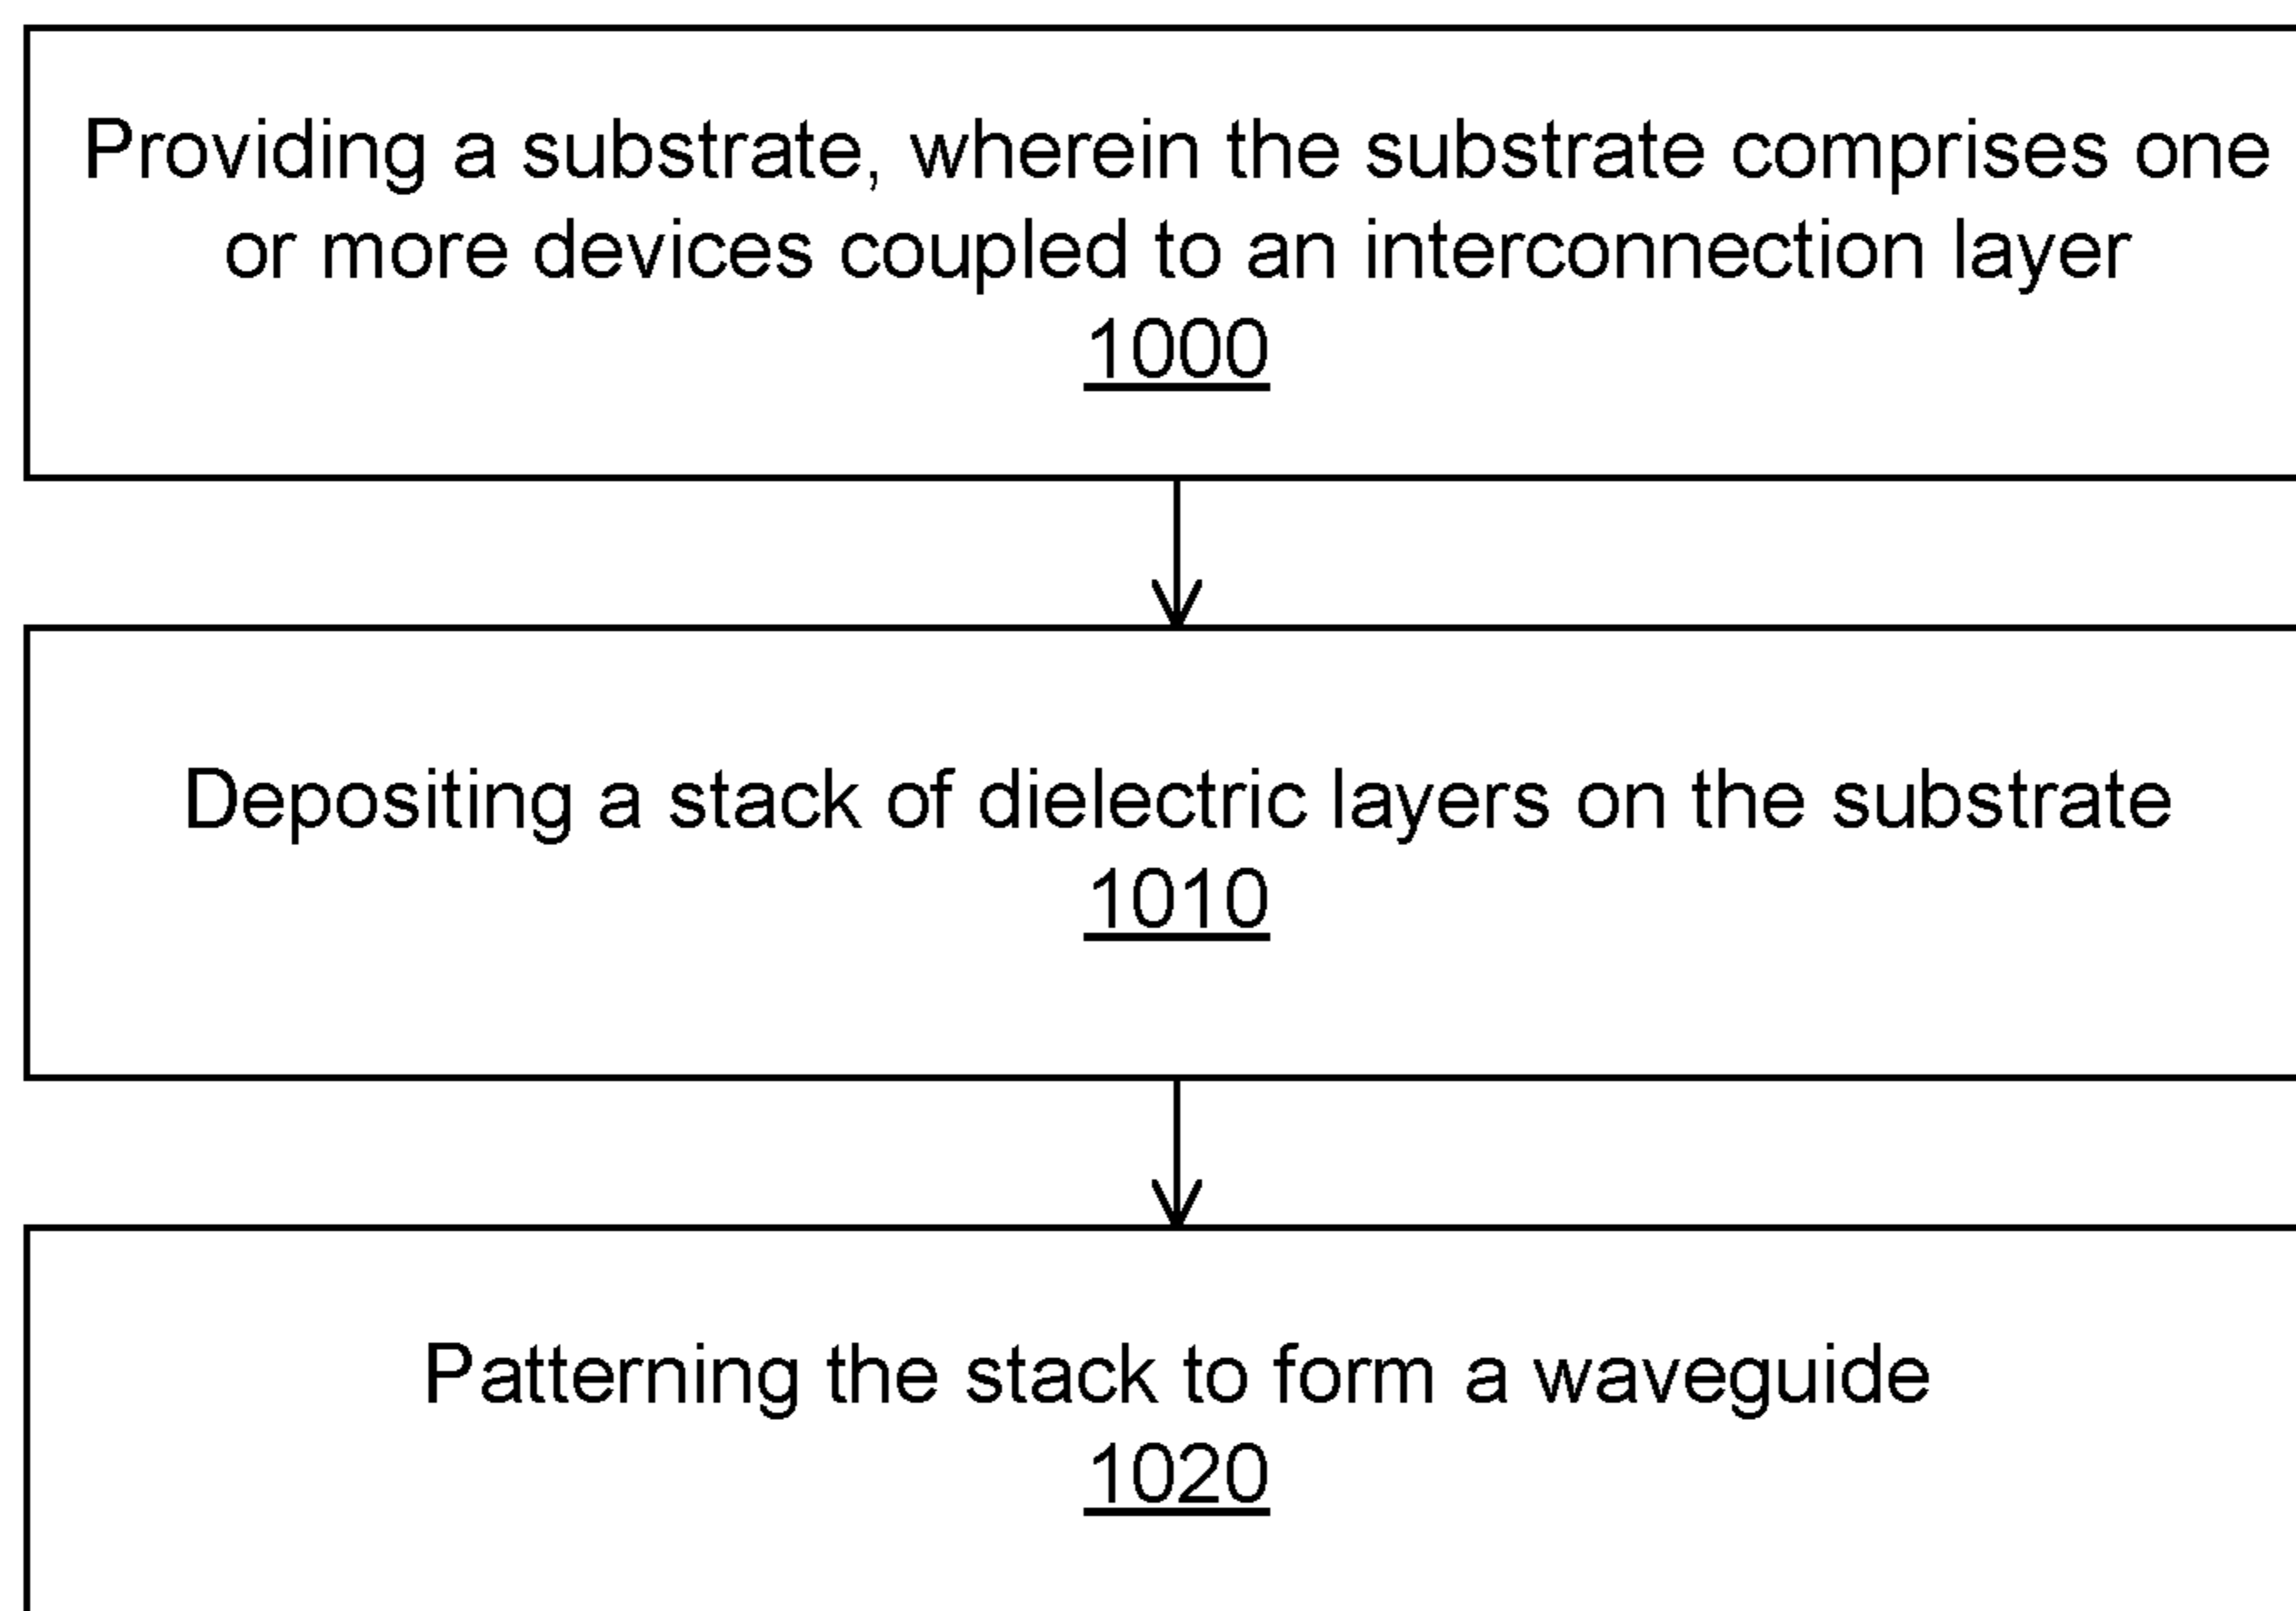 Providing a substrate, wherein the substrate comprises one
or more devices coupled to an interconnection layer
1000
Depositing a stack of dielectric layers on the substrate
1010
Patterning the stack to form a waveguide
1020